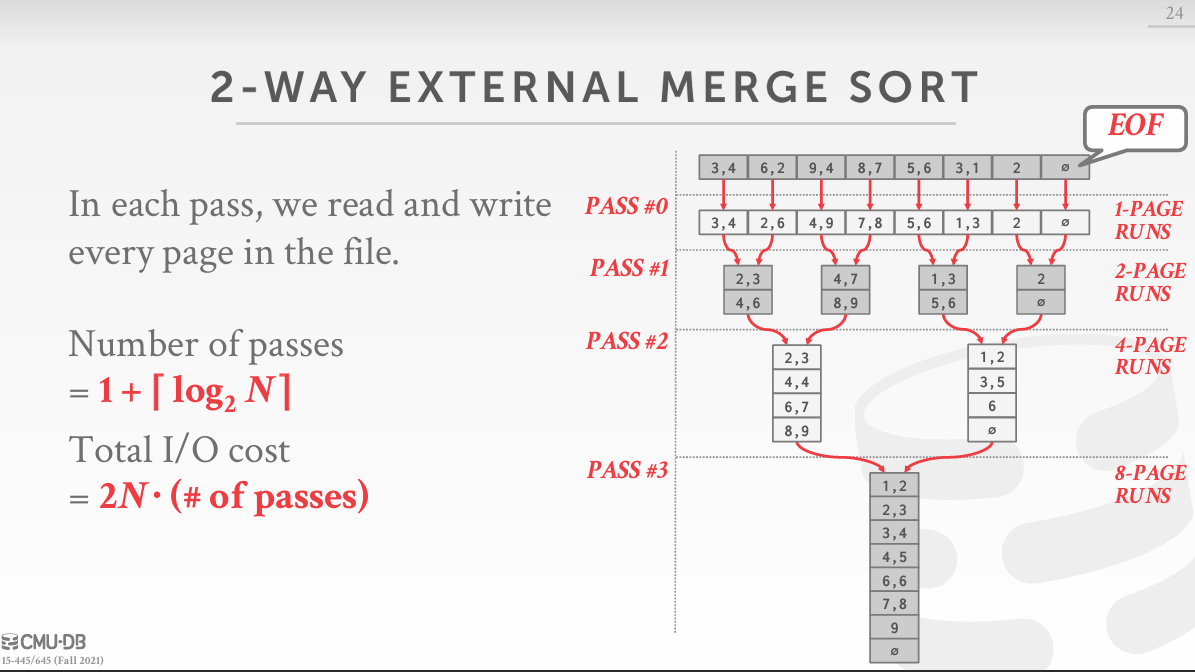 24
2-WAY EXTERNAL MERGE SORT
EOF
In each pass, we read and write
every page in the file.
Number of passes
= 1 + ⌈ log₂ N ⌉
Total I/O cost
= 2N · (# of passes)
3,4 6,2 9,4 8,7 5,6 3,1 2 ∅
PASS #0
1-PAGE
RUNS
3,4 2,6 4,9 7,8 5,6 1,3 2 ∅
PASS #1
2-PAGE
RUNS
2,3 4,7 1,3 2
4,6 8,9 5,6 ∅
PASS #2
4-PAGE
RUNS
2,3 1,2
4,4 3,5
6,7 6
8,9 ∅
PASS #3
8-PAGE
RUNS
1,2
2,3
3,4
4,5
6,6
7,8
9
∅
CMU·DB
15-445/645 (Fall 2021)